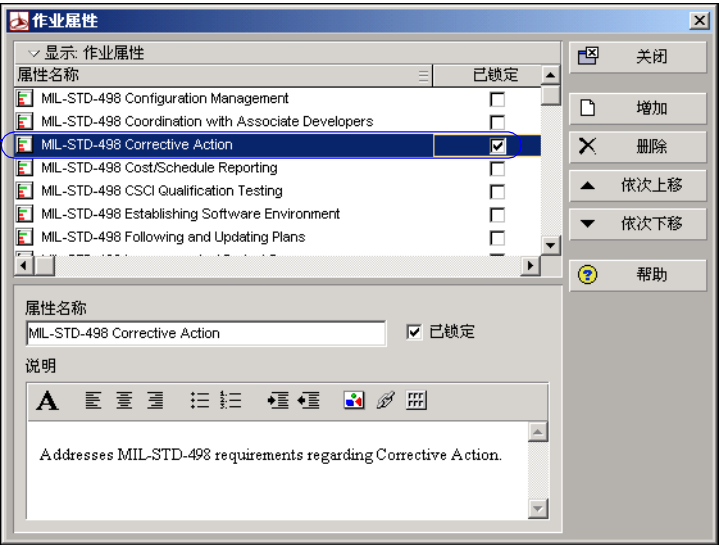 作业属性
显示: 作业属性
属性名称 已锁定
MIL-STD-498 Configuration Management
MIL-STD-498 Coordination with Associate Developers
MIL-STD-498 Corrective Action
MIL-STD-498 Cost/Schedule Reporting
MIL-STD-498 CSCI Qualification Testing
MIL-STD-498 Establishing Software Environment
MIL-STD-498 Following and Updating Plans
关闭
增加
删除
依次上移
依次下移
帮助
属性名称
MIL-STD-498 Corrective Action
已锁定
说明
A
Addresses MIL-STD-498 requirements regarding Corrective Action.